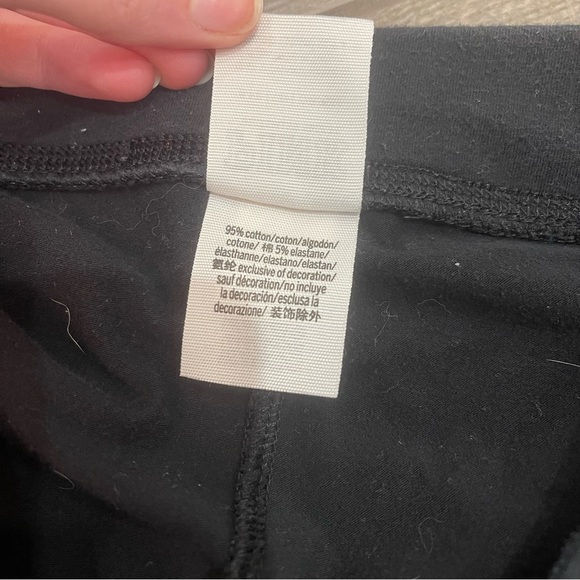 95% cotton/coton/algodón/
cotone/ 棉 5% elastane/
élasthanne/elastano/elastan/
氨纶 exclusive of decoration/
sauf décoration/no incluye
la decoración/esclusa la
decorazione/ 装饰除外